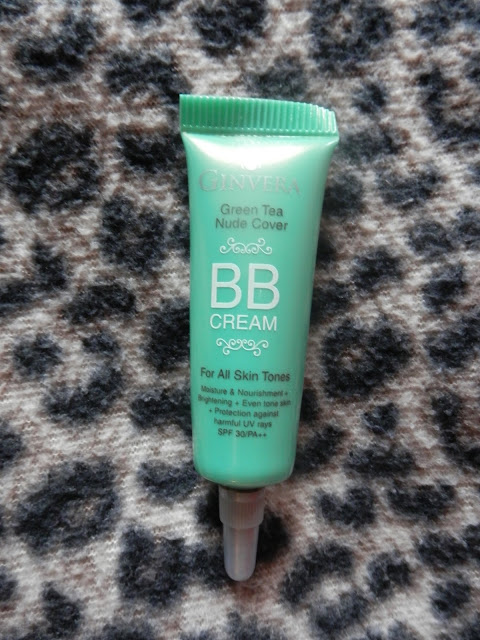 GINVERA
Green Tea
Nude Cover
BB
CREAM
For All Skin Tones
Moisture & Nourishment +
Brightening + Even tone skin
+ Protection against
harmful UV rays
SPF 30/PA++